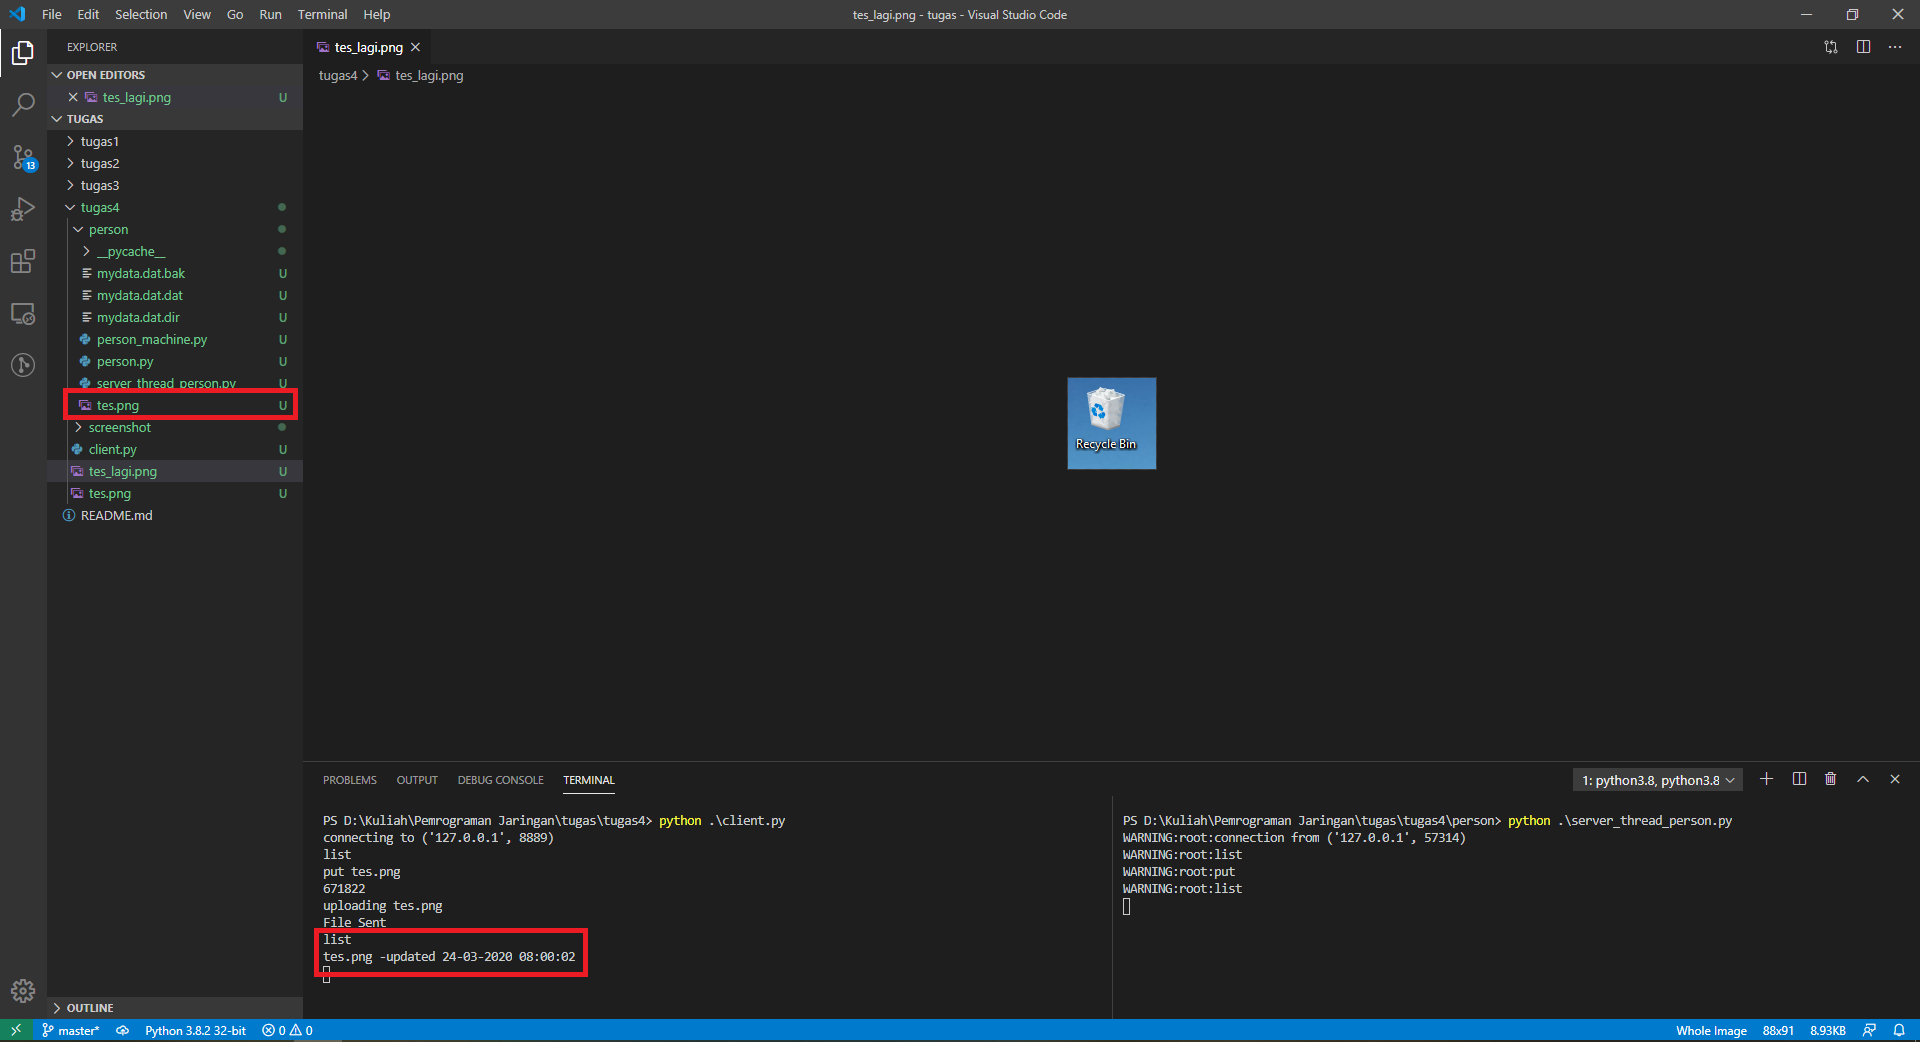 File Edit Selection View Go Run Terminal Help
tes_lagi.png - tugas - Visual Studio Code
EXPLORER
OPEN EDITORS
tes_lagi.png U
TUGAS
tugas1
tugas2
tugas3
tugas4
person
__pycache__
mydata.dat.bak U
mydata.dat.dat U
mydata.dat.dir U
person_machine.py U
person.py U
server_thread_person.py U
tes.png U
screenshot
client.py U
tes_lagi.png U
tes.png U
README.md
OUTLINE
13
tes_lagi.png
tugas4 > tes_lagi.png
Recycle Bin
PROBLEMS OUTPUT DEBUG CONSOLE TERMINAL
1: python3.8, python3.8
PS D:\Kuliah\Pemrograman Jaringan\tugas\tugas4> python .\client.py
connecting to ('127.0.0.1', 8889)
list
put tes.png
671822
uploading tes.png
File Sent
list
tes.png -updated 24-03-2020 08:00:02
PS D:\Kuliah\Pemrograman Jaringan\tugas\tugas4\person> python .\server_thread_person.py
WARNING:root:connection from ('127.0.0.1', 57314)
WARNING:root:list
WARNING:root:put
WARNING:root:list
master* Python 3.8.2 32-bit 0 0
Whole Image 88x91 8.93KB